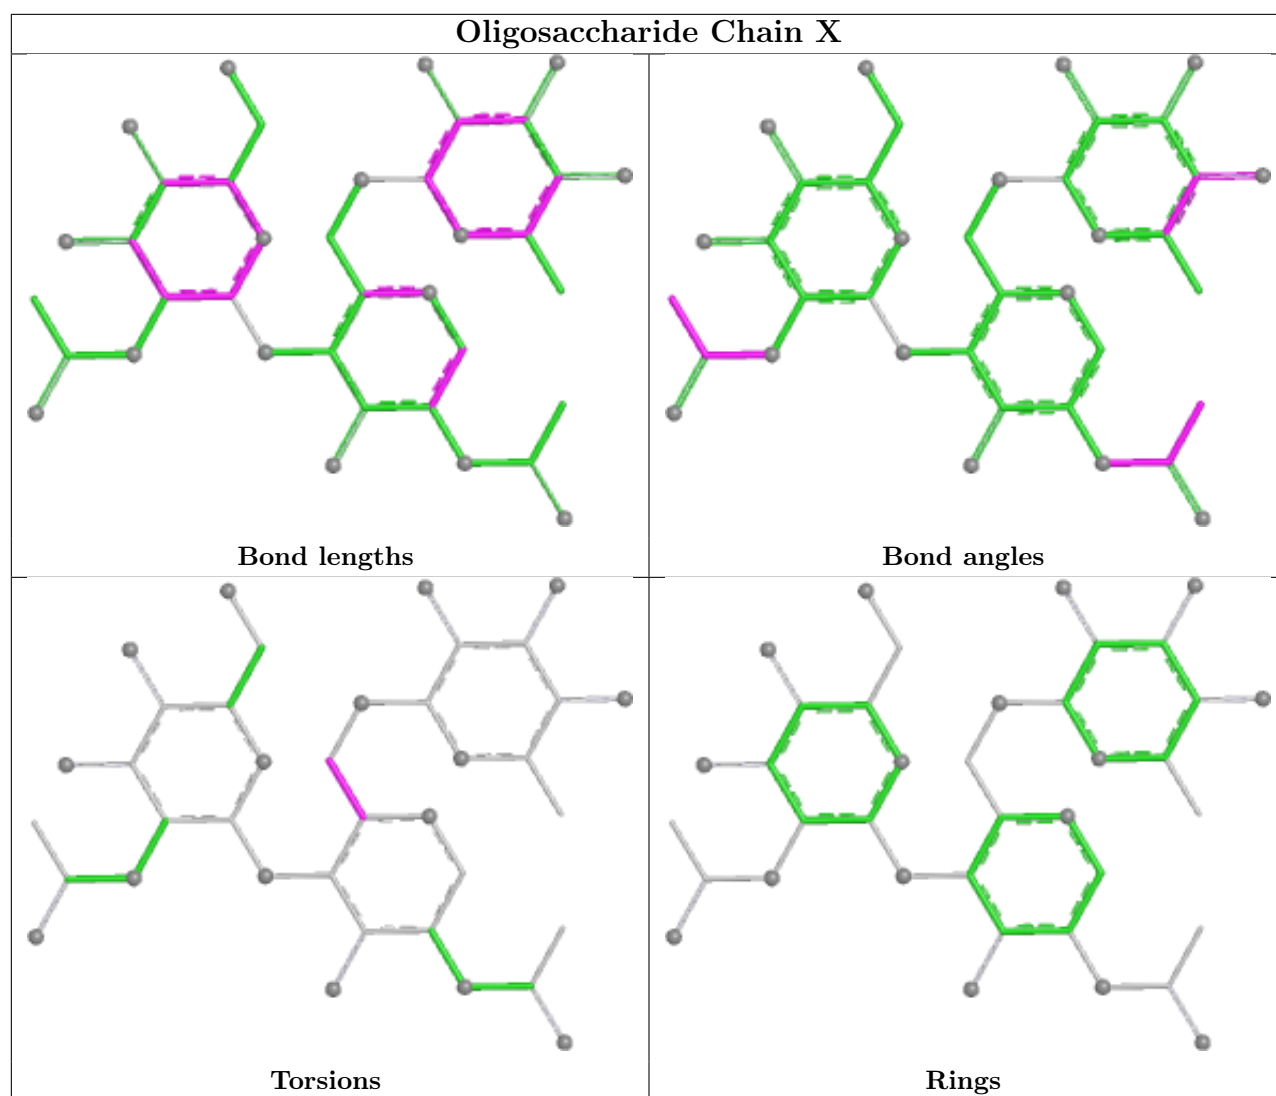 Oligosaccharide Chain X
Bond lengths
Bond angles
Torsions
Rings